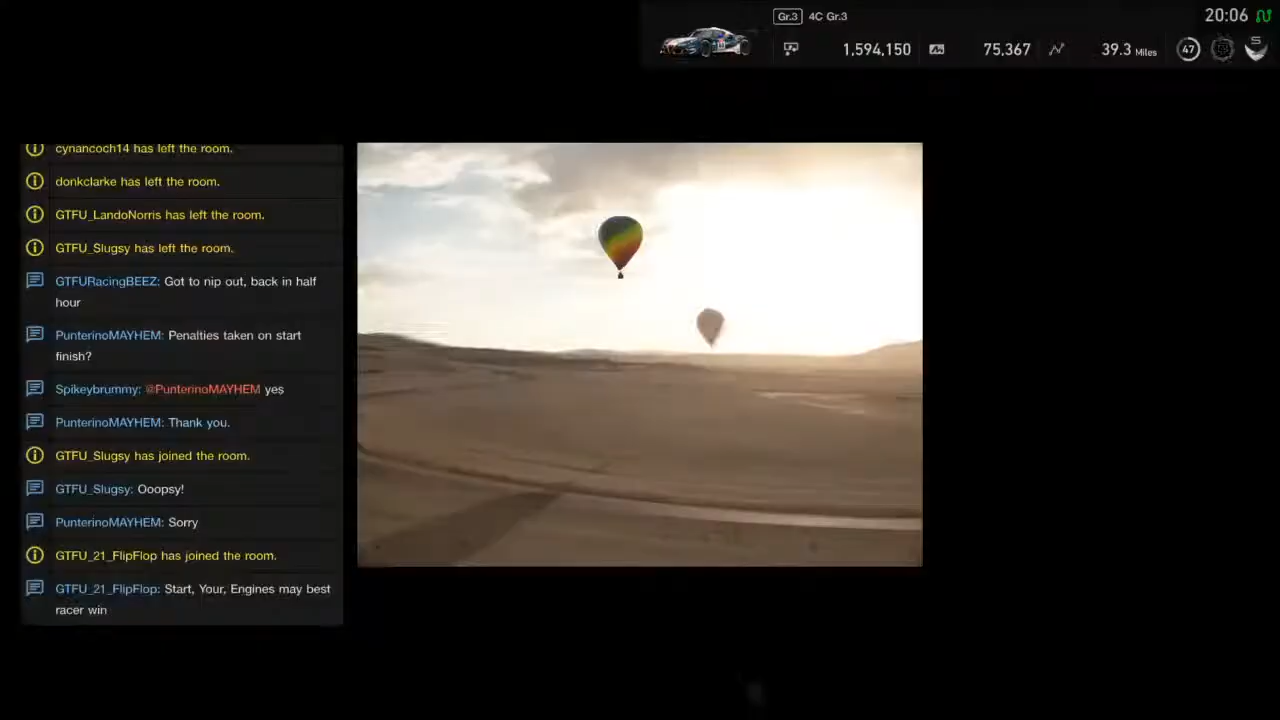 Gr.3 4C Gr.3
20:06
1,594,150 75,367 39.3 Miles 47 S
cynancoch14 has left the room.
donkclarke has left the room.
GTFU_LandoNorris has left the room.
GTFU_Slugsy has left the room.
GTFURacingBEEZ: Got to nip out, back in half
hour
PunterinoMAYHEM: Penalties taken on start
finish?
Spikeybrummy: @PunterinoMAYHEM yes
PunterinoMAYHEM: Thank you.
GTFU_Slugsy has joined the room.
GTFU_Slugsy: Ooopsy!
PunterinoMAYHEM: Sorry
GTFU_21_FlipFlop has joined the room.
GTFU_21_FlipFlop: Start, Your, Engines may best
racer win